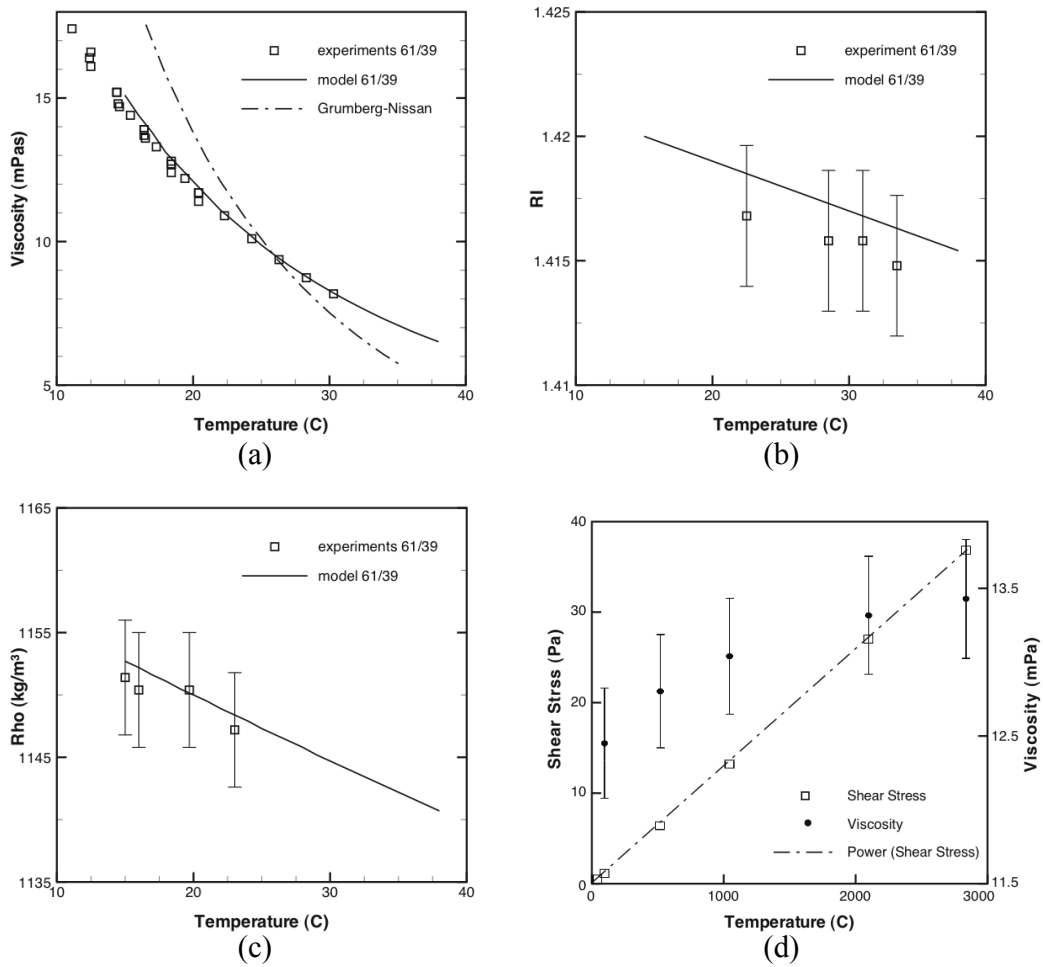 experiments 61/39
model 61/39
Grumberg-Nissan
15
10
5
Viscosity (mPas)
10
20
30
40
Temperature (C)
(a)
1.425
1.42
1.415
1.41
RI
experiment 61/39
model 61/39
10
20
30
40
Temperature (C)
(b)
1165
1155
1145
1135
Rho (kg/m³)
experiments 61/39
model 61/39
10
20
30
40
Temperature (C)
(c)
40
30
20
10
0
Shear Strss (Pa)
13.5
12.5
11.5
Viscosity (mPa)
Shear Stress
Viscosity
Power (Shear Stress)
0
1000
2000
3000
Temperature (C)
(d)